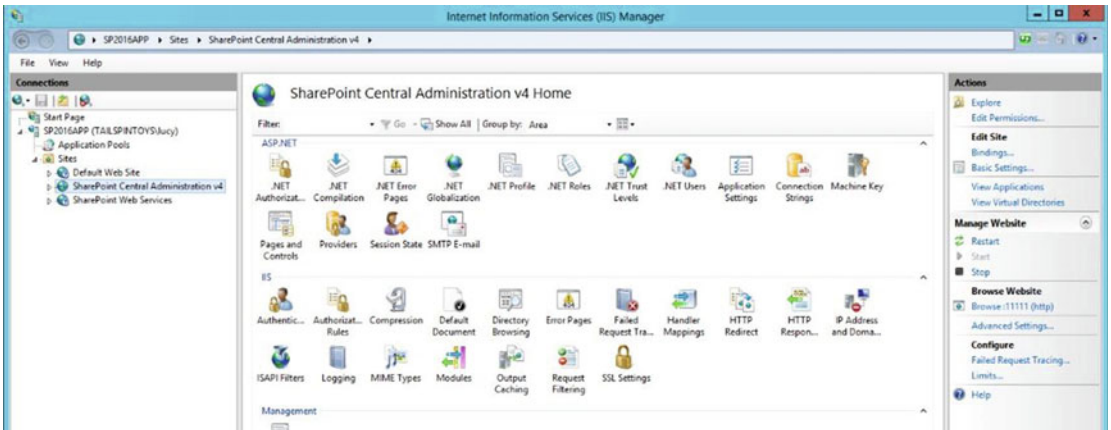 Internet Information Services (IIS) Manager
SP2016APP Sites SharePoint Central Administration v4
File View Help
Connections
Start Page
SP2016APP (TAILSPINTOYS\lucy)
Application Pools
Sites
Default Web Site
SharePoint Central Administration v4
SharePoint Web Services
SharePoint Central Administration v4 Home
Filter: Go Show All Group by: Area
ASP.NET
.NET .NET .NET Error .NET .NET Profile .NET Roles .NET Trust .NET Users Application Connection Machine Key
Authorizat... Compilation Pages Globalization Levels Settings Strings
Pages and Providers Session State SMTP E-mail
Controls
IIS
Authentic... Authorizat... Compression Default Directory Error Pages Failed Handler HTTP HTTP IP Address
Rules Document Browsing Request Tra... Mappings Redirect Respon... and Doma...
ISAPI Filters Logging MIME Types Modules Output Request SSL Settings
Caching Filtering
Management
Actions
Explore
Edit Permissions...
Edit Site
Bindings...
Basic Settings...
View Applications
View Virtual Directories
Manage Website
Restart
Start
Stop
Browse Website
Browse :11111 (http)
Advanced Settings...
Configure
Failed Request Tracing...
Limits...
Help